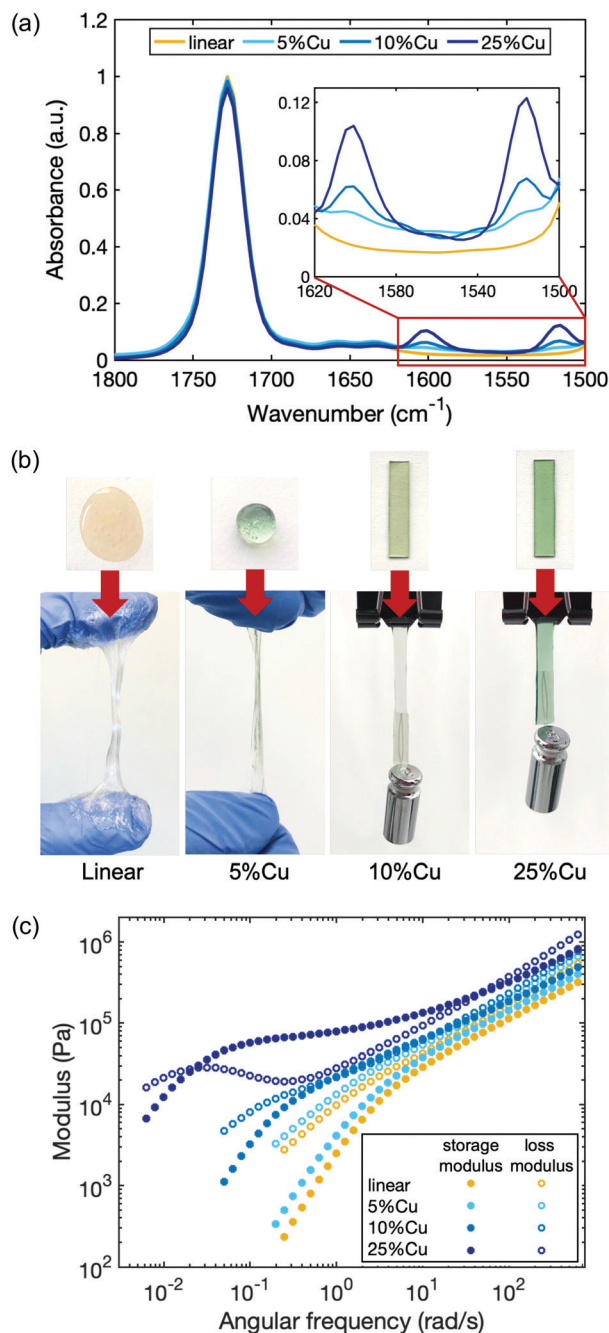 (a)
linear 5%Cu 10%Cu 25%Cu
Absorbance (a.u.)
1.2
1
0.8
0.6
0.4
0.2
0
0.12
0.08
0.04
0
1620 1580 1540 1500
1800 1750 1700 1650 1600 1550 1500
Wavenumber (cm⁻¹)
(b)
Linear 5%Cu 10%Cu 25%Cu
(c)
Modulus (Pa)
10⁶
10⁵
10⁴
10³
10²
storage loss
modulus modulus
linear
5%Cu
10%Cu
25%Cu
10⁻² 10⁻¹ 10⁰ 10¹ 10²
Angular frequency (rad/s)